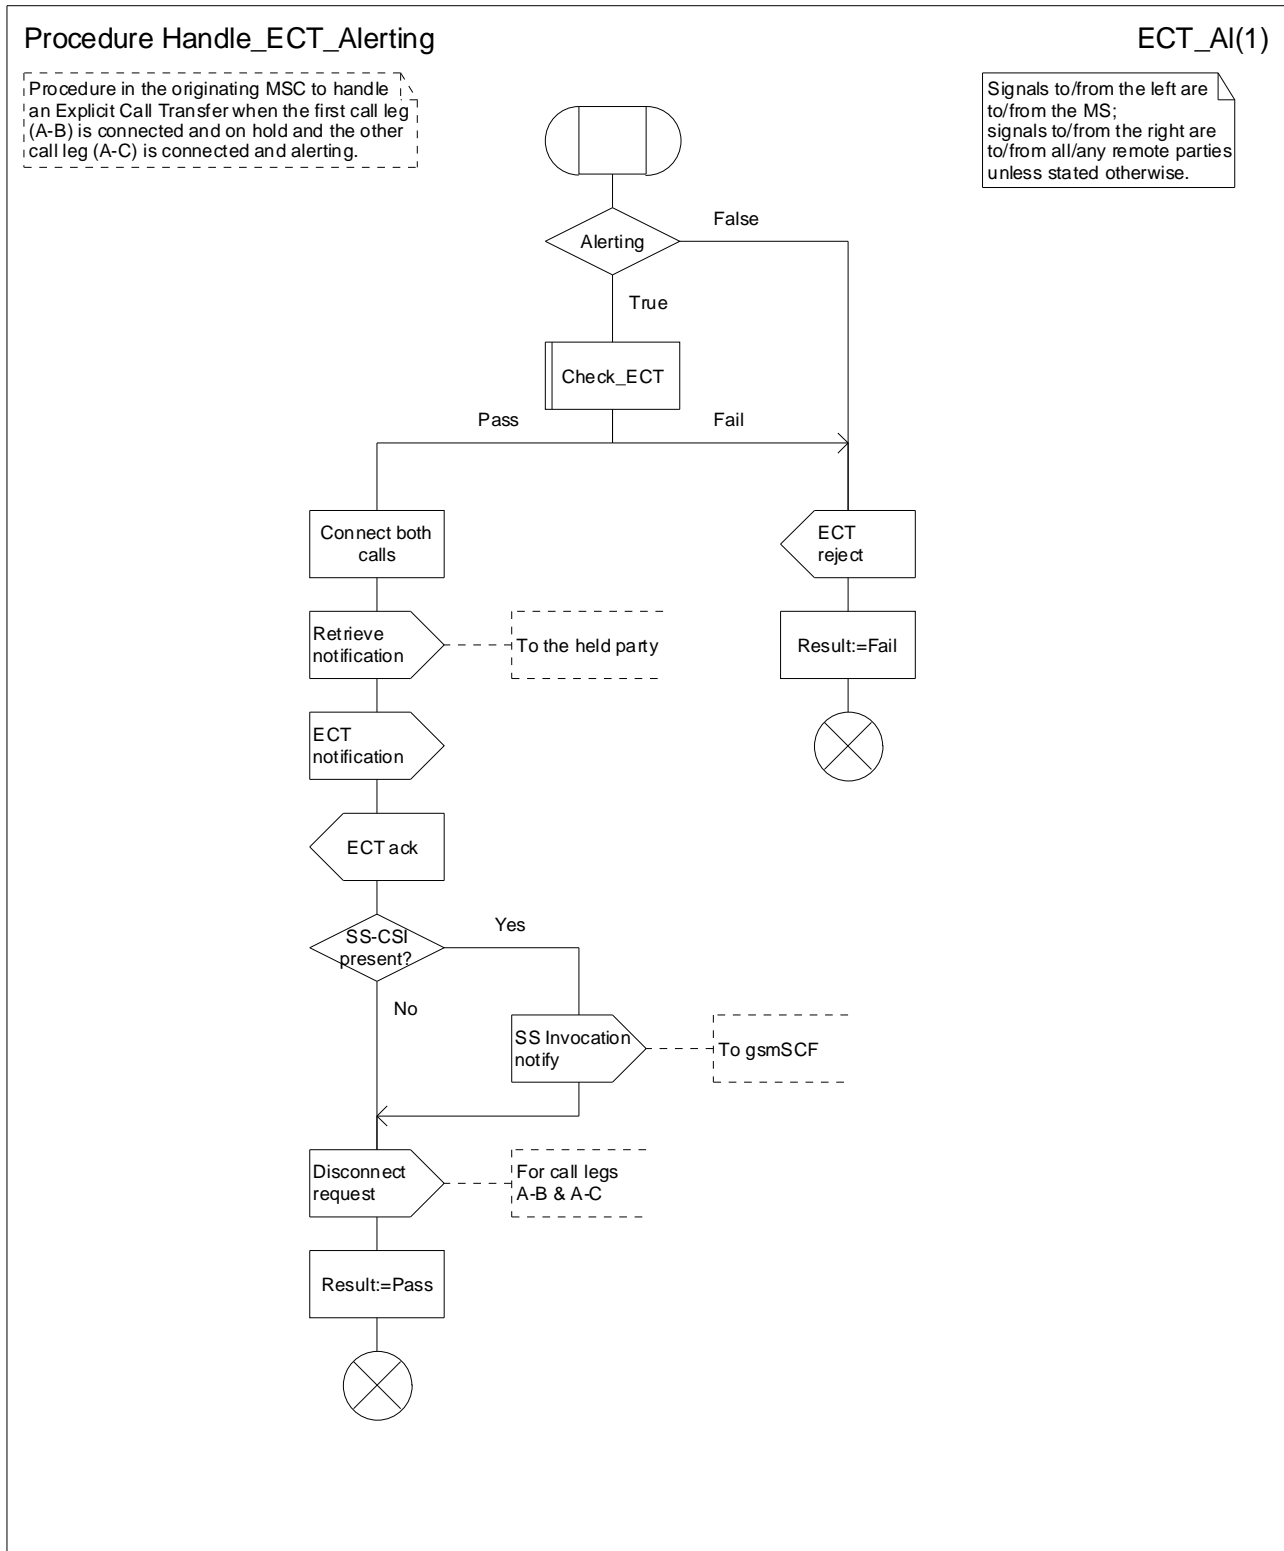 Procedure Handle_ECT_Alerting
ECT_Al(1)
Procedure in the originating MSC to handle
an Explicit Call Transfer when the first call leg
(A-B) is connected and on hold and the other
call leg (A-C) is connected and alerting.
Signals to/from the left are
to/from the MS;
signals to/from the right are
to/from all/any remote parties
unless stated otherwise.
Alerting
False
True
Check_ECT
Pass
Fail
Connect both
calls
ECT
reject
Retrieve
notification
To the held party
Result:=Fail
ECT
notification
ECT ack
SS-CSI
present?
Yes
No
SS Invocation
notify
To gsmSCF
Disconnect
request
For call legs
A-B & A-C
Result:=Pass